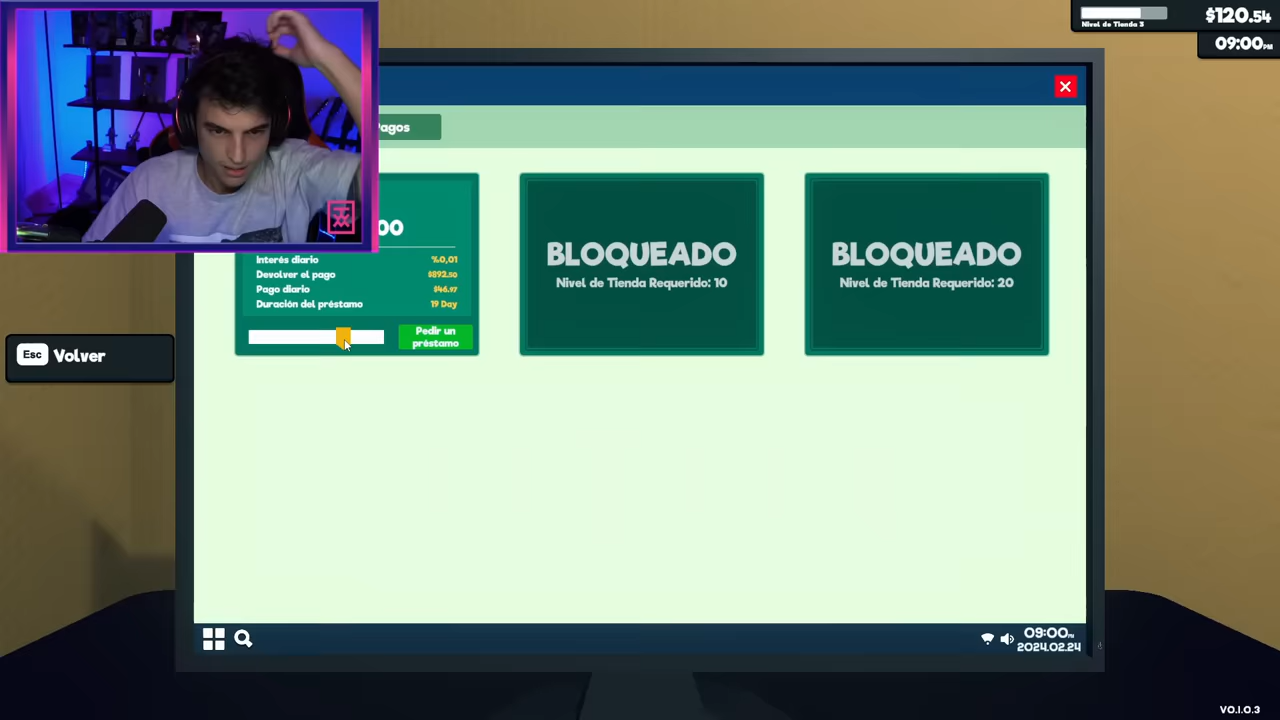 $120.54
Nivel de Tienda 3
09:00PM
agos
00
Interés diario %0,01
Devolver el pago $892.50
Pago diario $46.97
Duración del préstamo 19 Day
Pedir un
préstamo
BLOQUEADO
Nivel de Tienda Requerido: 10
BLOQUEADO
Nivel de Tienda Requerido: 20
Esc Volver
09:00PM
2024.02.24
V0.1.0.3